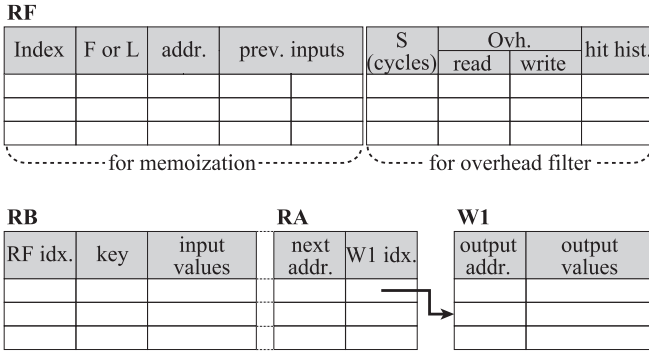 RF
Index F or L addr. prev. inputs S (cycles) Ovh. read write hit hist.
for memoization for overhead filter
RB RA W1
RF idx. key input values next addr. W1 idx. output addr. output values